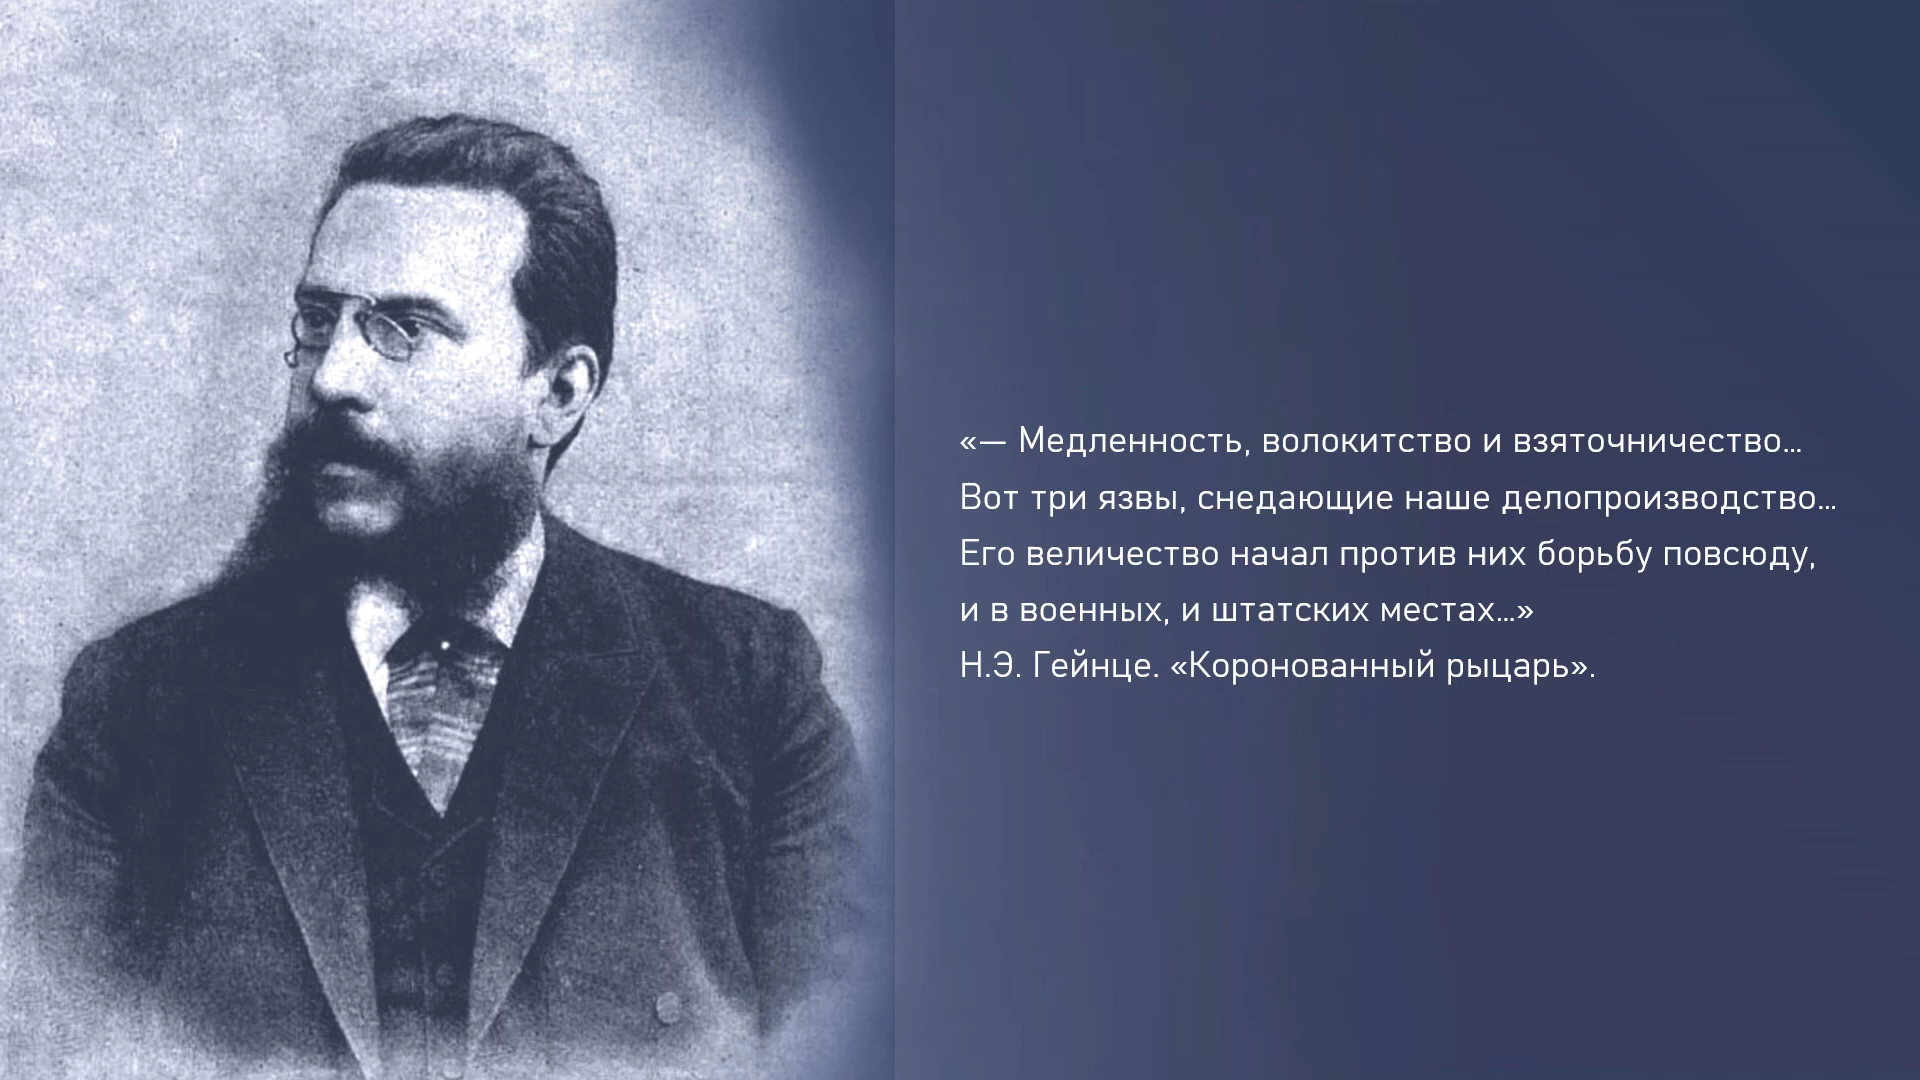 «— Медленность, волокитство и взяточничество...
Вот три язвы, снедающие наше делопроизводство...
Его величество начал против них борьбу повсюду,
и в военных, и штатских местах...»
Н.Э. Гейнце. «Коронованный рыцарь».